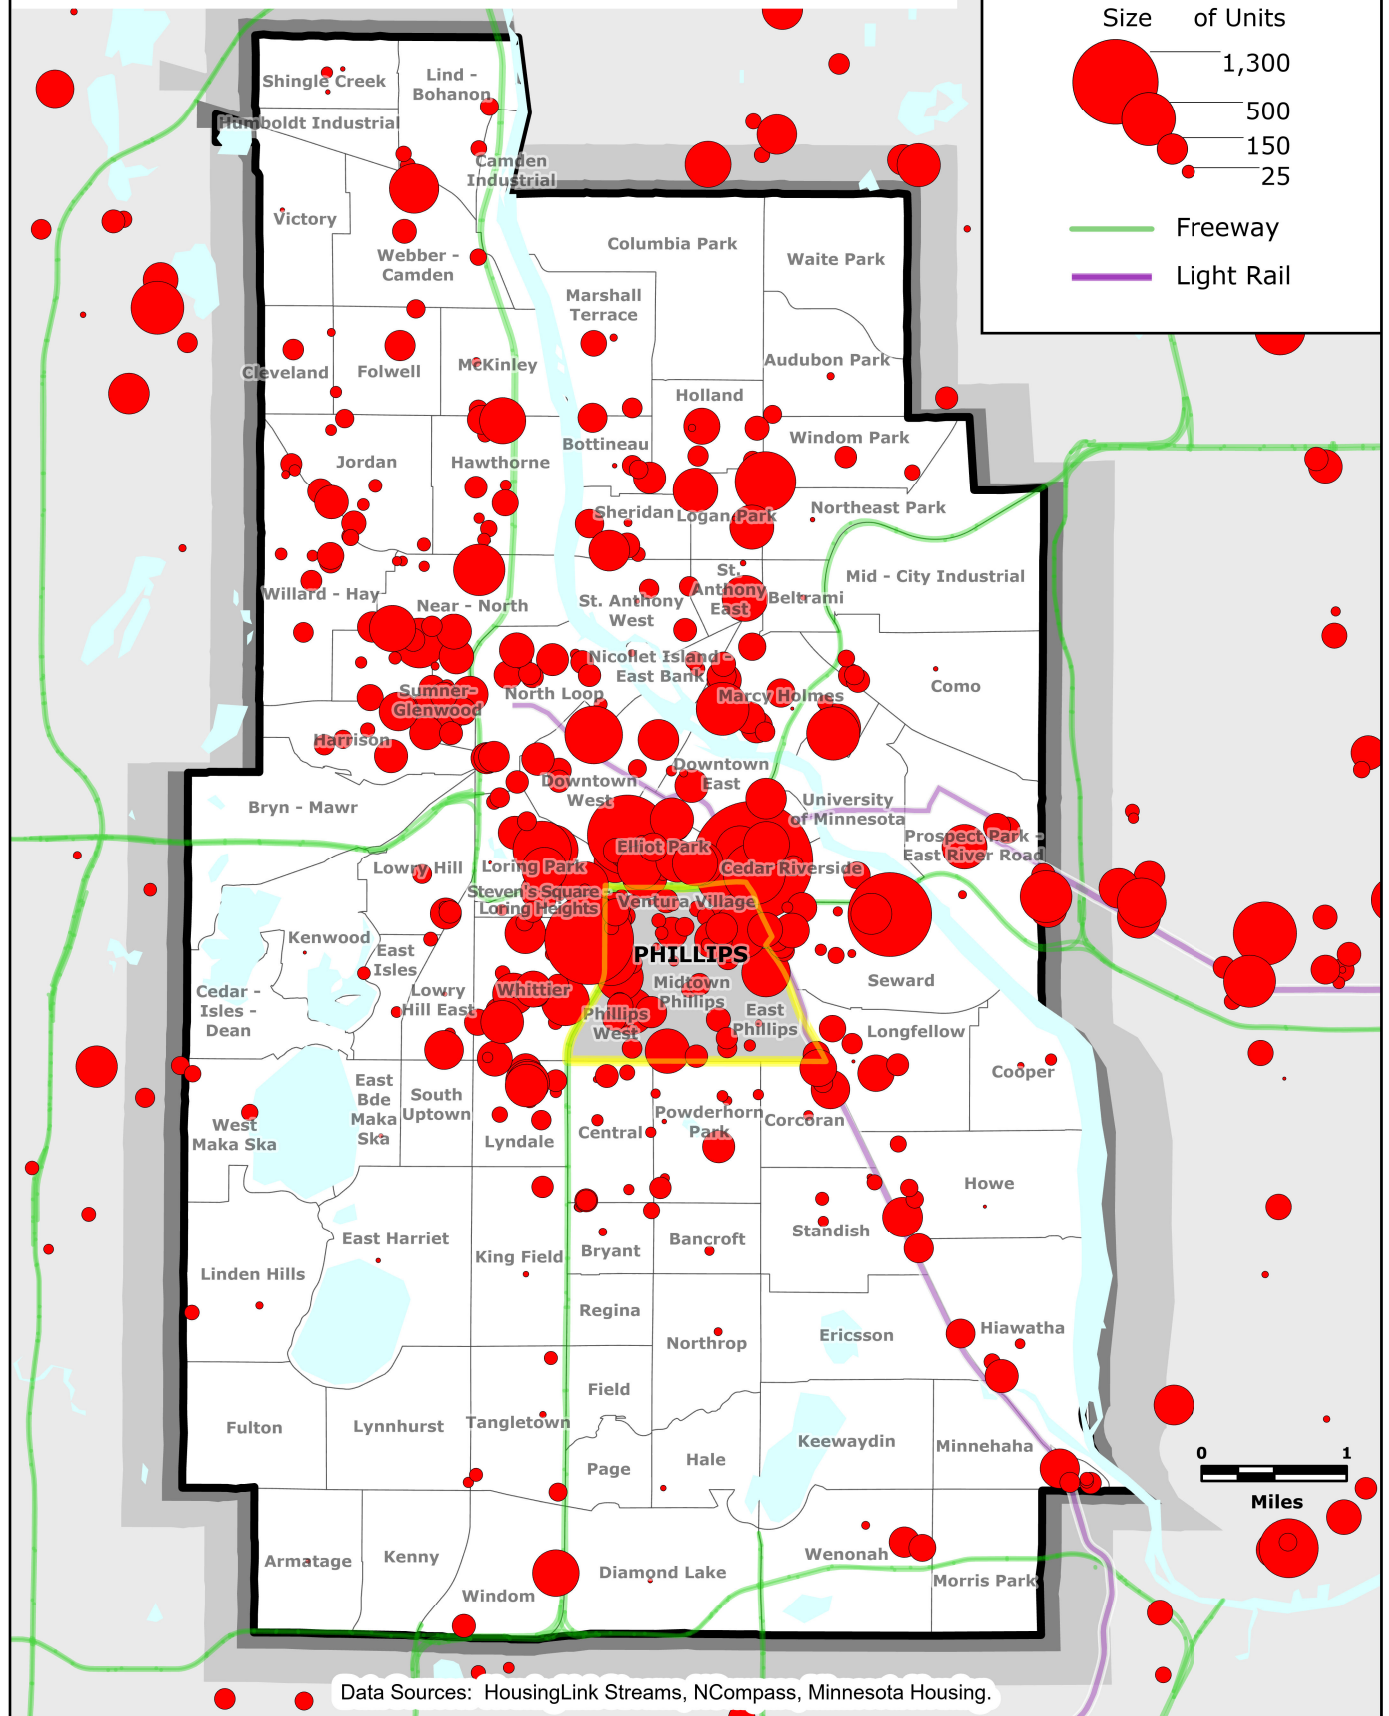 Size of Units
1,300
500
150
25
Freeway
Light Rail
Shingle Creek
Lind -
Bohanon
Humboldt Industrial
Camden
Industrial
Victory
Webber -
Camden
Columbia Park
Waite Park
Marshall
Terrace
Audubon Park
Cleveland
Folwell
McKinley
Holland
Bottineau
Windom Park
Jordan
Hawthorne
Sheridan
Logan Park
Northeast Park
Willard - Hay
Near - North
St. Anthony
West
St.
Anthony
East
Beltrami
Mid - City Industrial
Nicollet Island -
East Bank
Sumner-
Glenwood
North Loop
Marcy Holmes
Como
Harrison
Downtown
West
Downtown
East
Bryn - Mawr
University
of Minnesota
Prospect Park -
East River Road
Lowry Hill
Loring Park
Elliot Park
Cedar Riverside
Steven's Square -
Loring Heights
Ventura Village
Kenwood
East
Isles
PHILLIPS
Cedar -
Isles -
Dean
Lowry
Hill East
Whittier
Midtown
Phillips
Phillips
West
East
Phillips
Seward
Longfellow
Cooper
West
Maka Ska
East
Bde
Maka
Ska
South
Uptown
Lyndale
Central
Powderhorn
Park
Corcoran
Howe
East Harriet
King Field
Bryant
Bancroft
Standish
Linden Hills
Regina
Northrop
Ericsson
Hiawatha
Field
Fulton
Lynnhurst
Tangletown
Page
Hale
Keewaydin
Minnehaha
0 1
Miles
Armatage
Kenny
Windom
Diamond Lake
Wenonah
Morris Park
Data Sources: HousingLink Streams, NCompass, Minnesota Housing.